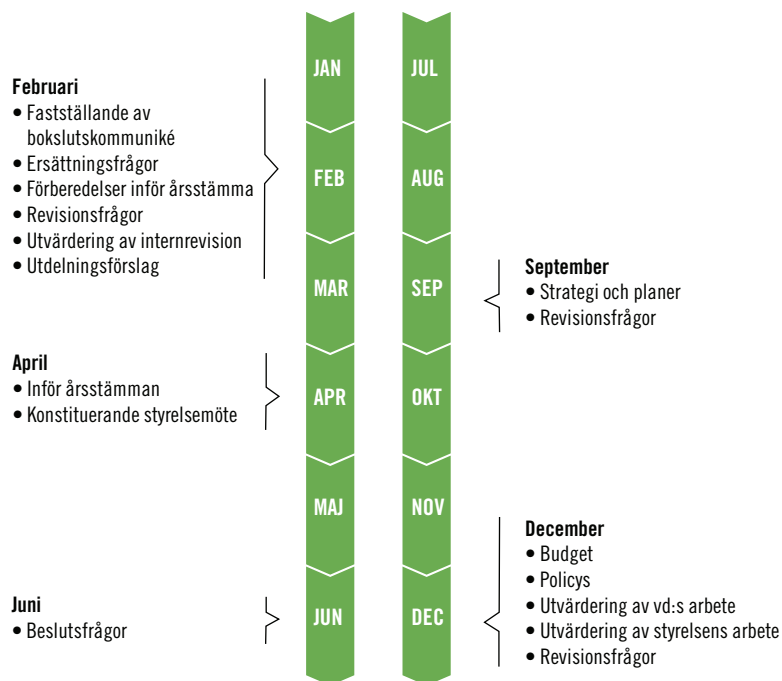 Februari
• Fastställande av
bokslutskommuniké
• Ersättningsfrågor
• Förberedelser inför årsstämma
• Revisionsfrågor
• Utvärdering av internrevision
• Utdelningsförslag
April
• Inför årsstämman
• Konstituerande styrelsemöte
Juni
• Beslutsfrågor
JAN
FEB
MAR
APR
MAJ
JUN
JUL
AUG
SEP
OKT
NOV
DEC
September
• Strategi och planer
• Revisionsfrågor
December
• Budget
• Policys
• Utvärdering av vd:s arbete
• Utvärdering av styrelsens arbete
• Revisionsfrågor